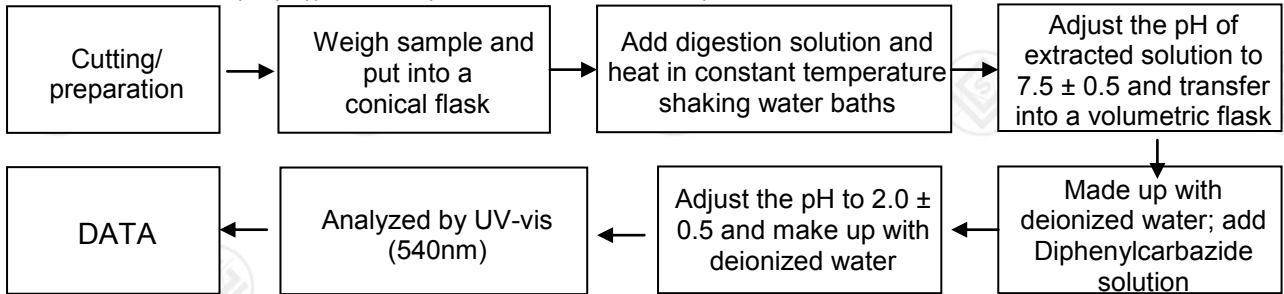 Cutting/
preparation
Weigh sample and
put into a
conical flask
Add digestion solution and
heat in constant temperature
shaking water baths
Adjust the pH of
extracted solution to
7.5 ± 0.5 and transfer
into a volumetric flask
Made up with
deionized water; add
Diphenylcarbazide
solution
Adjust the pH to 2.0 ±
0.5 and make up with
deionized water
Analyzed by UV-vis
(540nm)
DATA